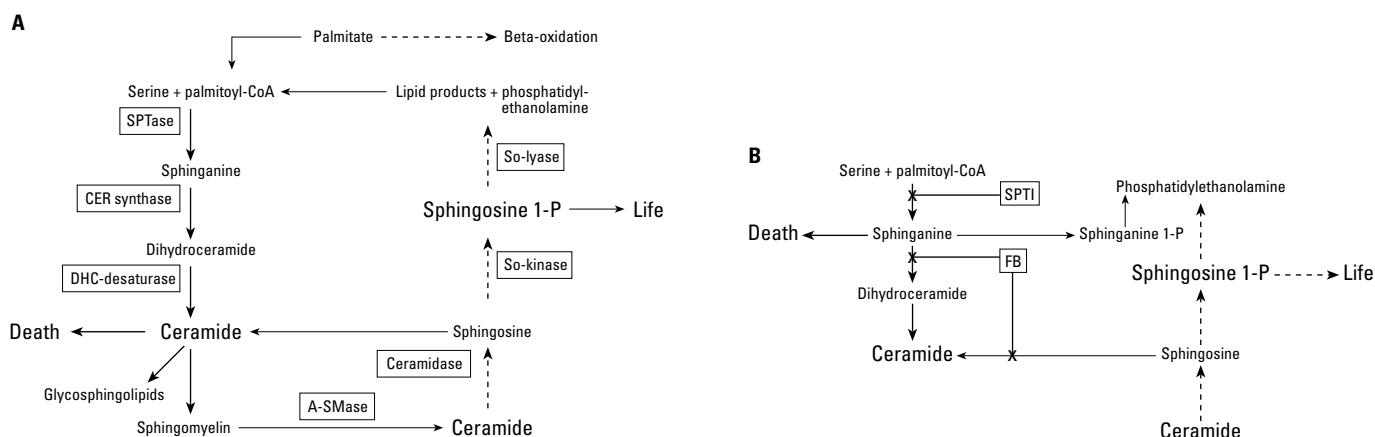 A
Palmitate
Beta-oxidation
Serine + palmitoyl-CoA
Lipid products + phosphatidyl-
ethanolamine
SPTase
So-lyase
Sphinganine
CER synthase
Sphingosine 1-P
Life
Dihydroceramide
So-kinase
DHC-desaturase
Death
Ceramide
Sphingosine
Ceramidase
Glycosphingolipids
A-SMase
Sphingomyelin
Ceramide
B
Serine + palmitoyl-CoA
Phosphatidylethanolamine
X
SPTI
Death
Sphinganine
Sphinganine 1-P
X
FB
Sphingosine 1-P
Life
Dihydroceramide
Ceramide
X
Sphingosine
Ceramide